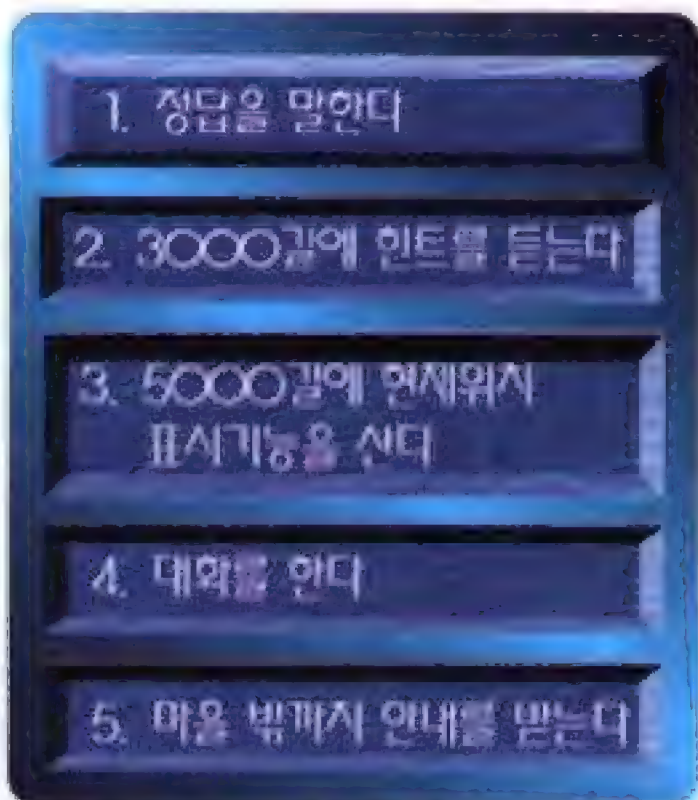 1. 정답을 말한다
2. 3000길에 힌트를 듣는다
3. 5000길에 현재위치
표시기능을 산다
4. 대화를 한다
5. 마을 밖까지 안내를 받는다